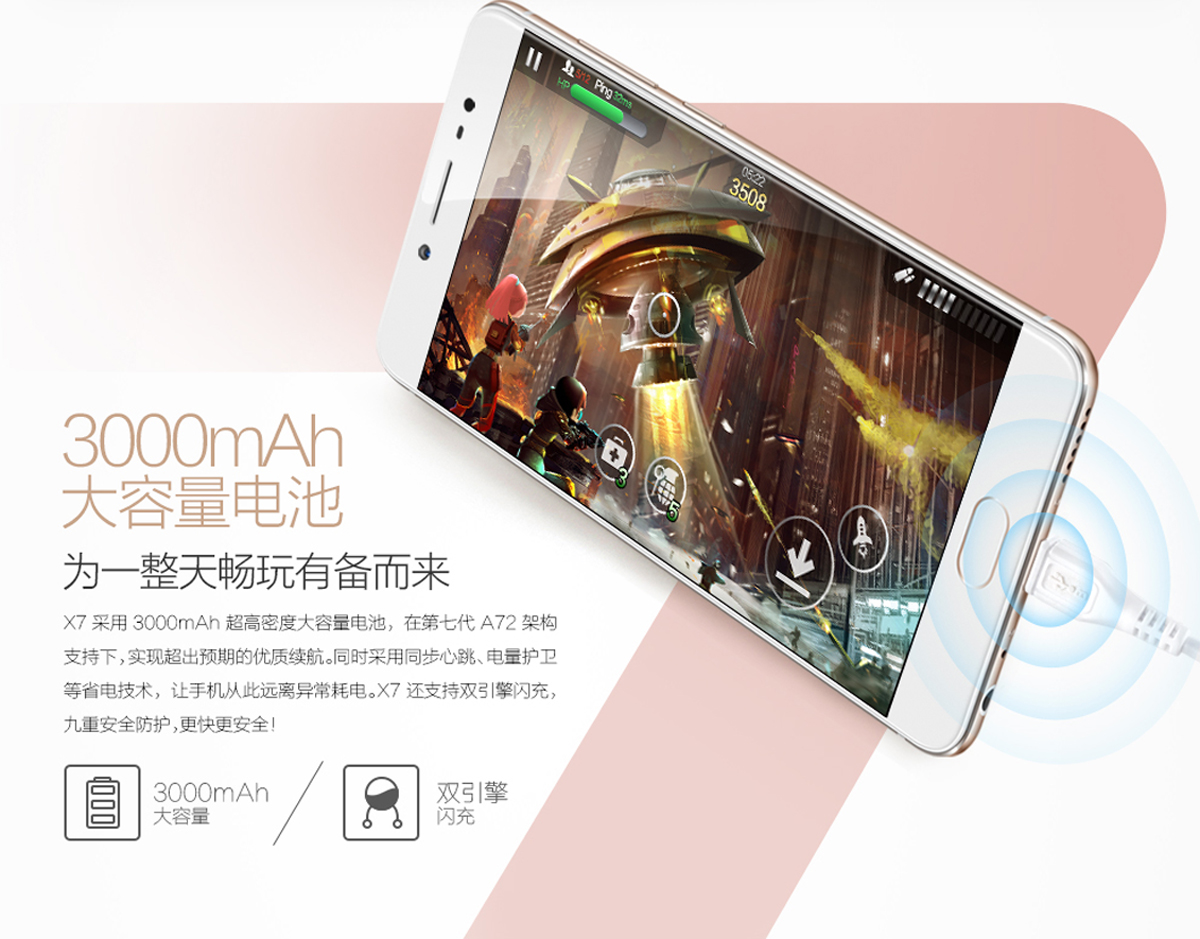 5/12 Ping 32ms
HP
05:22
3508
3
5
3000mAh
大容量电池
为一整天畅玩有备而来
X7 采用 3000mAh 超高密度大容量电池，在第七代 A72 架构
支持下，实现超出预期的优质续航。同时采用同步心跳、电量护卫
等省电技术，让手机从此远离异常耗电。X7 还支持双引擎闪充，
九重安全防护，更快更安全！
3000mAh
大容量
双引擎
闪充